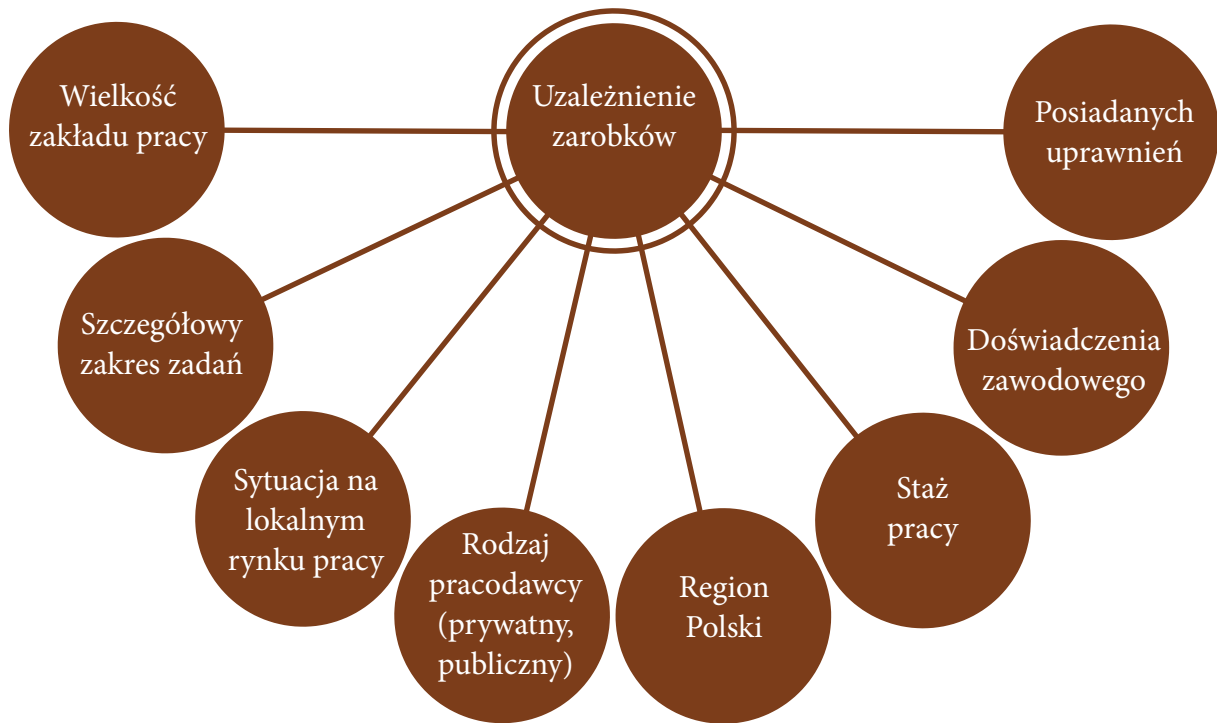 Uzależnienie
zarobków
Wielkość
zakładu pracy
Szczegółowy
zakres zadań
Sytuacja na
lokalnym
rynku pracy
Rodzaj
pracodawcy
(prywatny,
publiczny)
Region
Polski
Staż
pracy
Doświadczenia
zawodowego
Posiadanych
uprawnień